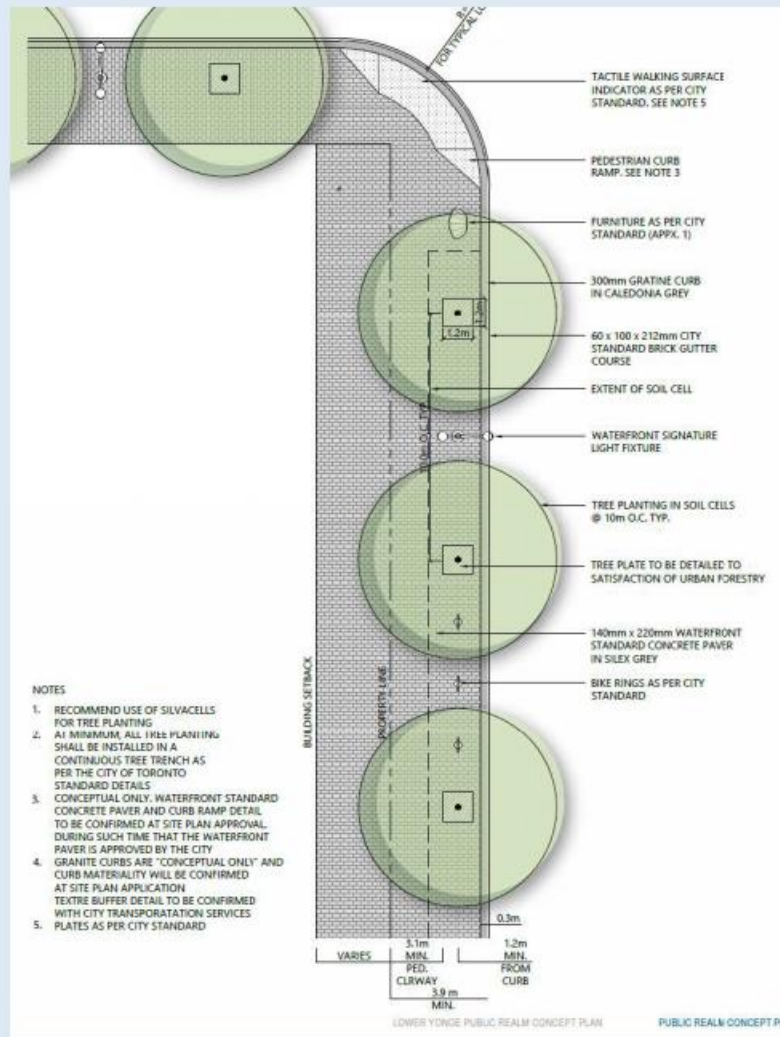 FOR TYPICAL
TACTILE WALKING SURFACE
INDICATOR AS PER CITY
STANDARD. SEE NOTE 5
PEDESTRIAN CURB
RAMP. SEE NOTE 3
FURNITURE AS PER CITY
STANDARD (APPX. 1)
300mm GRATINE CURB
IN CALEDONIA GREY
1.2m
1.2m
60 x 100 x 212mm CITY
STANDARD BRICK GUTTER
COURSE
EXTENT OF SOIL CELL
O.C. TYP.
WATERFRONT SIGNATURE
LIGHT FIXTURE
TREE PLANTING IN SOIL CELLS
@ 10m O.C. TYP.
TREE PLATE TO BE DETAILED TO
SATISFACTION OF URBAN FORESTRY
140mm x 220mm WATERFRONT
STANDARD CONCRETE PAVER
IN SILEX GREY
BIKE RINGS AS PER CITY
STANDARD
BUILDING SETBACK
PROPERTY LINE
NOTES
1. RECOMMEND USE OF SILVACELLS
FOR TREE PLANTING
2. AT MINIMUM, ALL TREE PLANTING
SHALL BE INSTALLED IN A
CONTINUOUS TREE TRENCH AS
PER THE CITY OF TORONTO
STANDARD DETAILS
3. CONCEPTUAL ONLY. WATERFRONT STANDARD
CONCRETE PAVER AND CURB RAMP DETAIL
TO BE CONFIRMED AT SITE PLAN APPROVAL.
DURING SUCH TIME THAT THE WATERFRONT
PAVER IS APPROVED BY THE CITY
4. GRANITE CURBS ARE "CONCEPTUAL ONLY" AND
CURB MATERIALITY WILL BE CONFIRMED
AT SITE PLAN APPLICATION
TEXTRE BUFFER DETAIL TO BE CONFIRMED
WITH CITY TRANSPORATATION SERVICES
5. PLATES AS PER CITY STANDARD
0.3m
VARIES
3.1m
MIN.
PED.
CLRWAY
1.2m
MIN.
FROM
CURB
3.9 m
MIN.
LOWER YONGE PUBLIC REALM CONCEPT PLAN
PUBLIC REALM CONCEPT